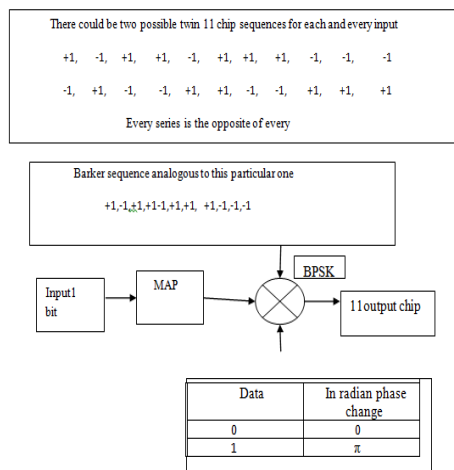 There could be two possible twin 11 chip sequences for each and every input
+1, -1, +1, +1, -1, +1, +1, +1, -1, -1, -1
-1, +1, -1, -1, +1, +1, -1, -1, +1, +1, +1
Every series is the opposite of every
Barker sequence analogous to this particular one
+1,-1,+1,+1-1,+1,+1, +1,-1,-1,-1
BPSK
Input1
bit
MAP
11output chip
Data In radian phase
change
0 0
1 π